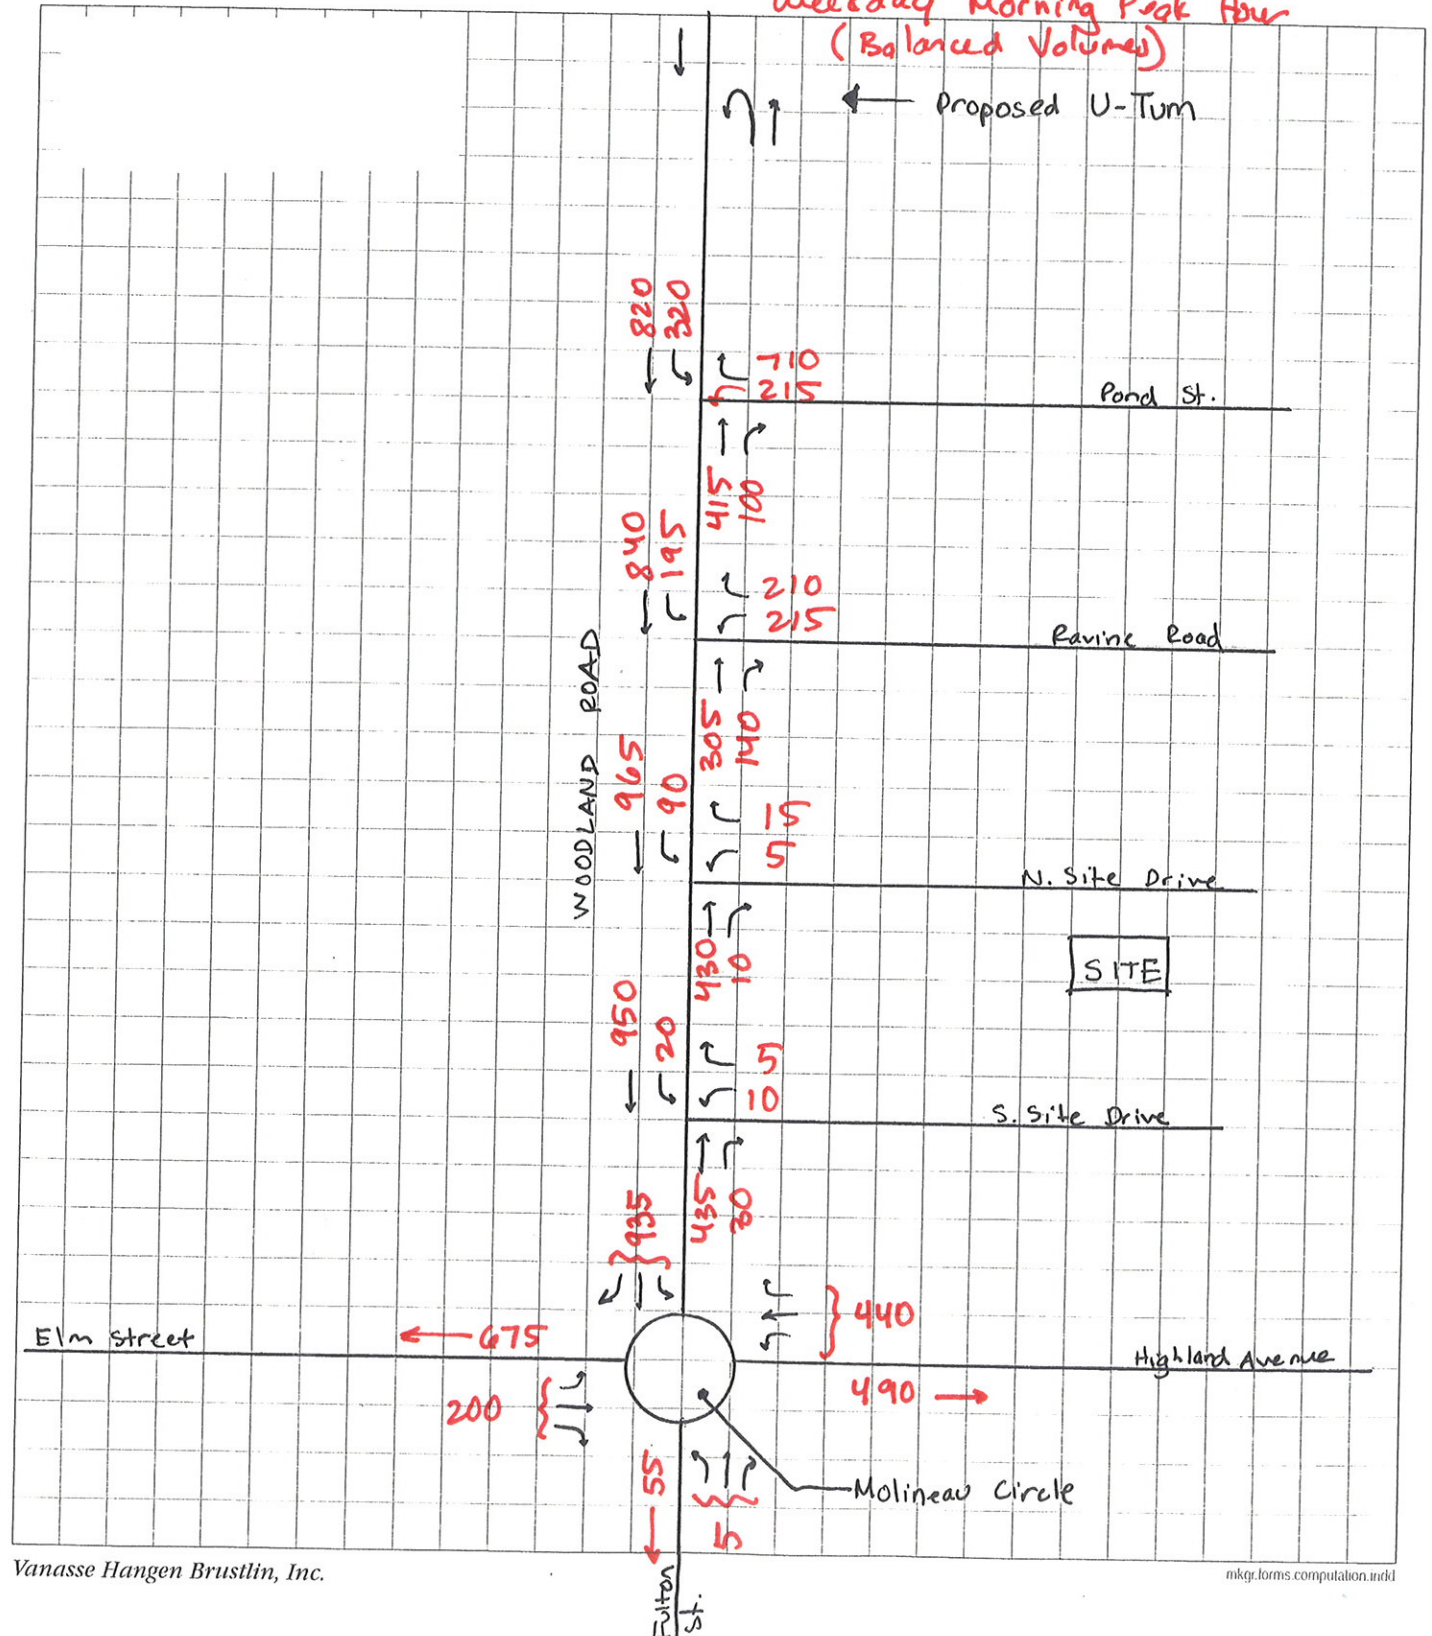 Weekday Morning Peak Hour
(Balanced Volumes)
Proposed U-Turn
820
320
710
215
Pond St.
415
100
840
195
210
215
Ravine Road
WOODLAND ROAD
305
140
965
90
15
5
N. Site Drive
430
10
SITE
950
20
5
10
S. Site Drive
435
30
935
440
Elm Street
675
Highland Avenue
490
200
55
5
Molineau Circle
Fulton St.
Vanasse Hangen Brustlin, Inc.
mkgr.forms.computation.indd